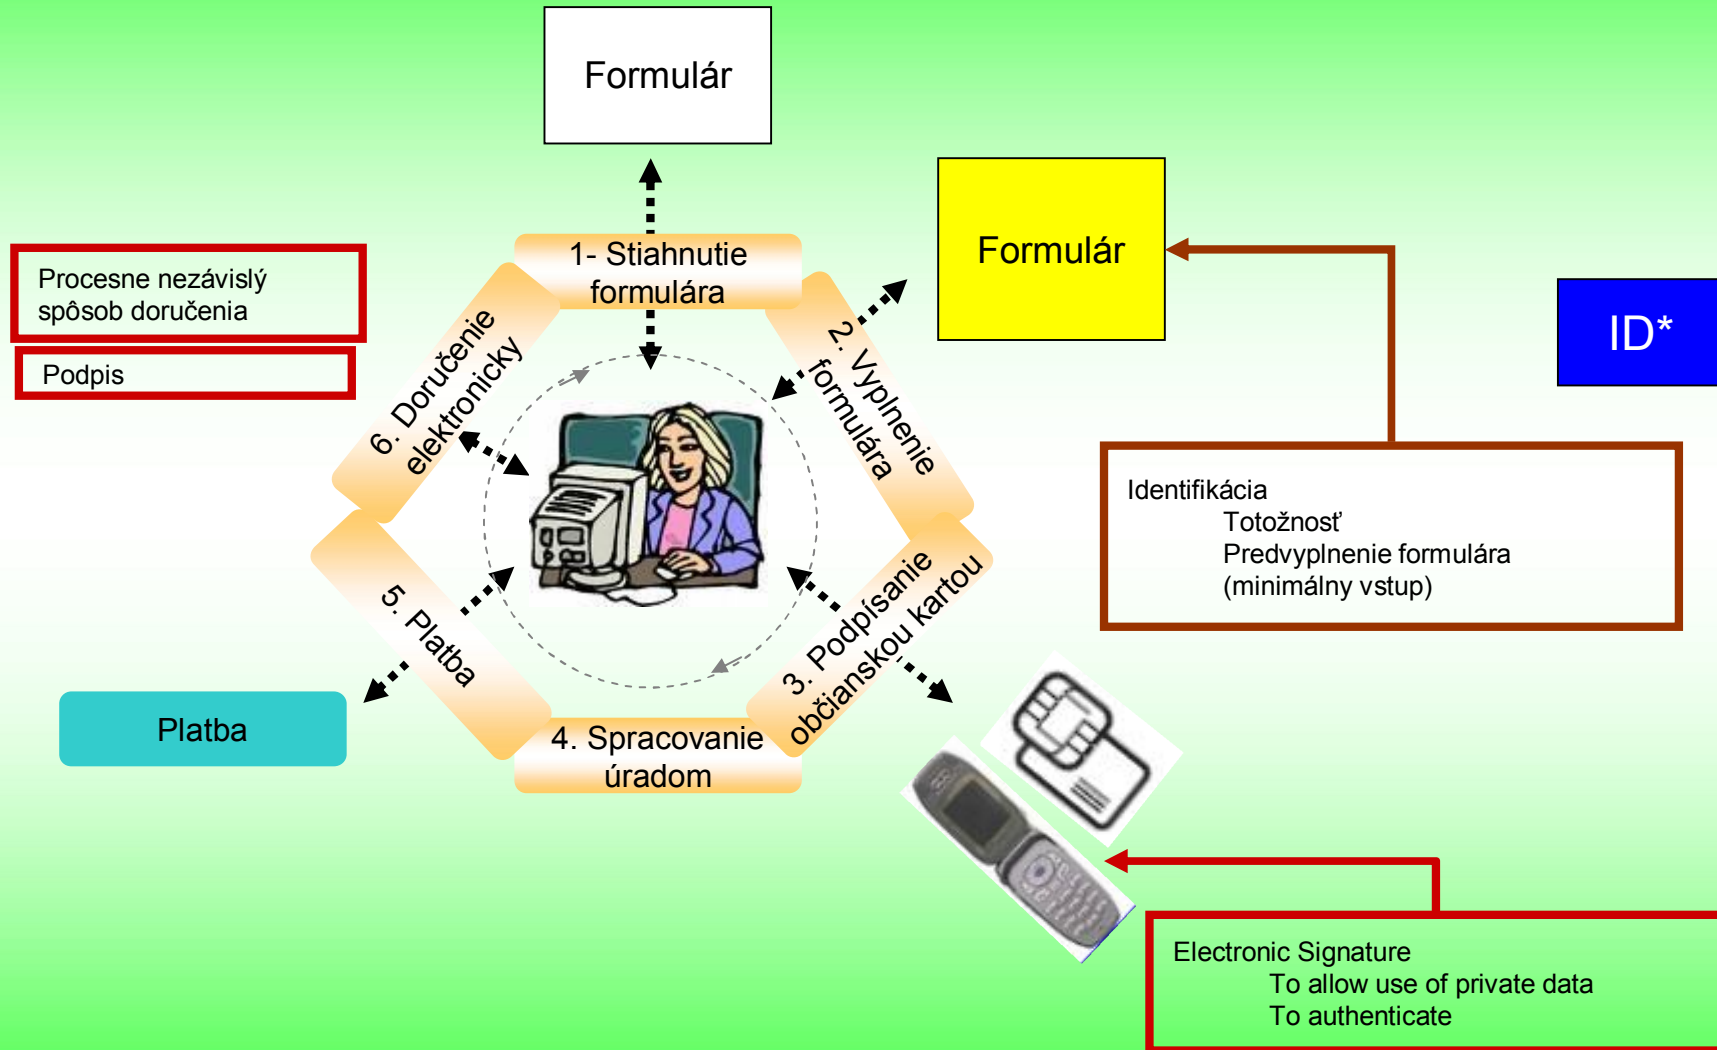 Formulár
Formulár
1- Stiahnutie
formulára
Procesne nezávislý
spôsob doručenia
Podpis
ID*
2. Vyplnenie
formulára
6. Doručenie
elektronicky
Identifikácia
Totožnosť
Predvyplnenie formulára
(minimálny vstup)
3. Podpísanie
občianskou kartou
5. Platba
Platba
4. Spracovanie
úradom
Electronic Signature
To allow use of private data
To authenticate